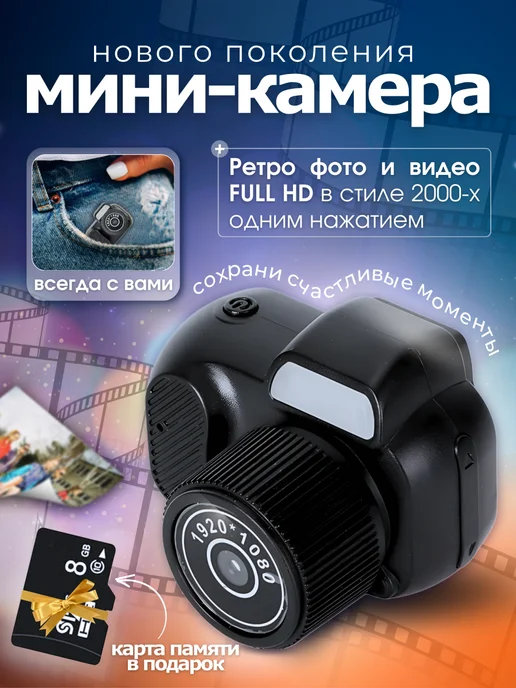 нового поколения
мини-камера
Ретро фото и видео
FULL HD в стиле 2000-х
одним нажатием
всегда с вами
сохрани счастливые моменты
1920*1080
8 GB
карта памяти
в подарок